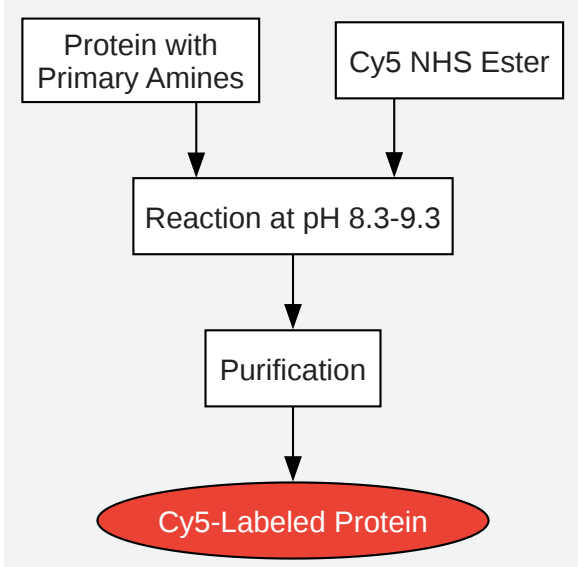 Protein with
Primary Amines
Cy5 NHS Ester
Reaction at pH 8.3-9.3
Purification
Cy5-Labeled Protein